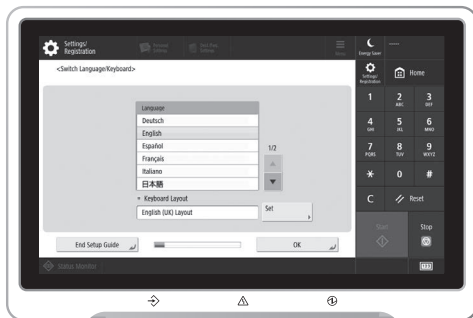 Settings/
Registration
Energy Saver
<Switch Language/Keyboard>
Settings/
Registration
Home
Language
Deutsch
English
Español
Français
Italiano
日本語
1/2
Keyboard Layout
English (UK) Layout
Set
End Setup Guide
OK
Status Monitor
1
2 ABC
3 DEF
4 GHI
5 JKL
6 MNO
7 PQRS
8 TUV
9 WXYZ
0
#
C
Reset
Start
Stop
123